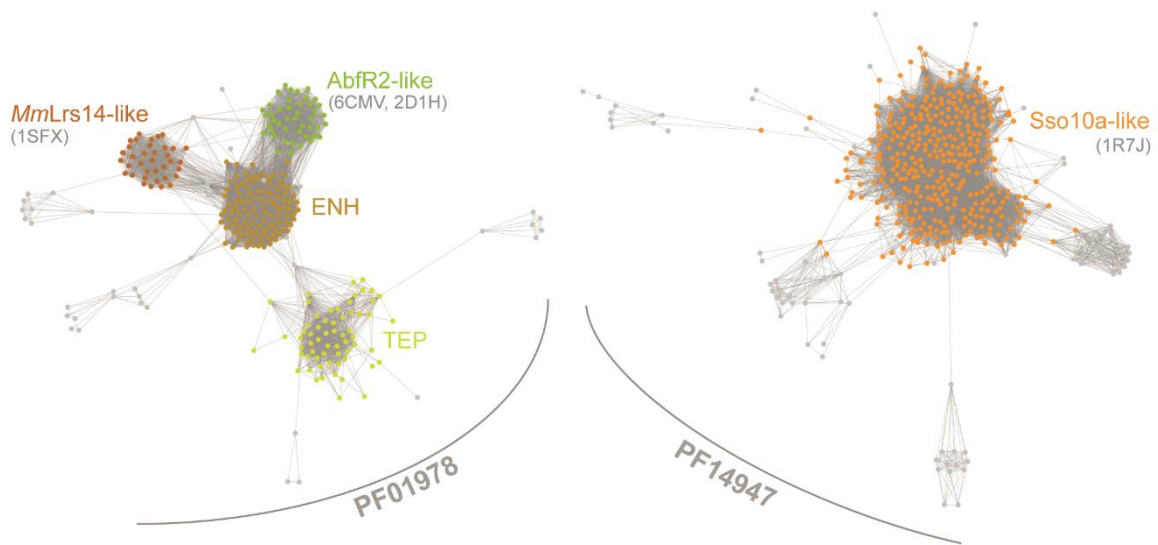 AbfR2-like
(6CMV, 2D1H)
MmLrs14-like
(1SFX)
ENH
TEP
PF01978
Sso10a-like
(1R7J)
PF14947